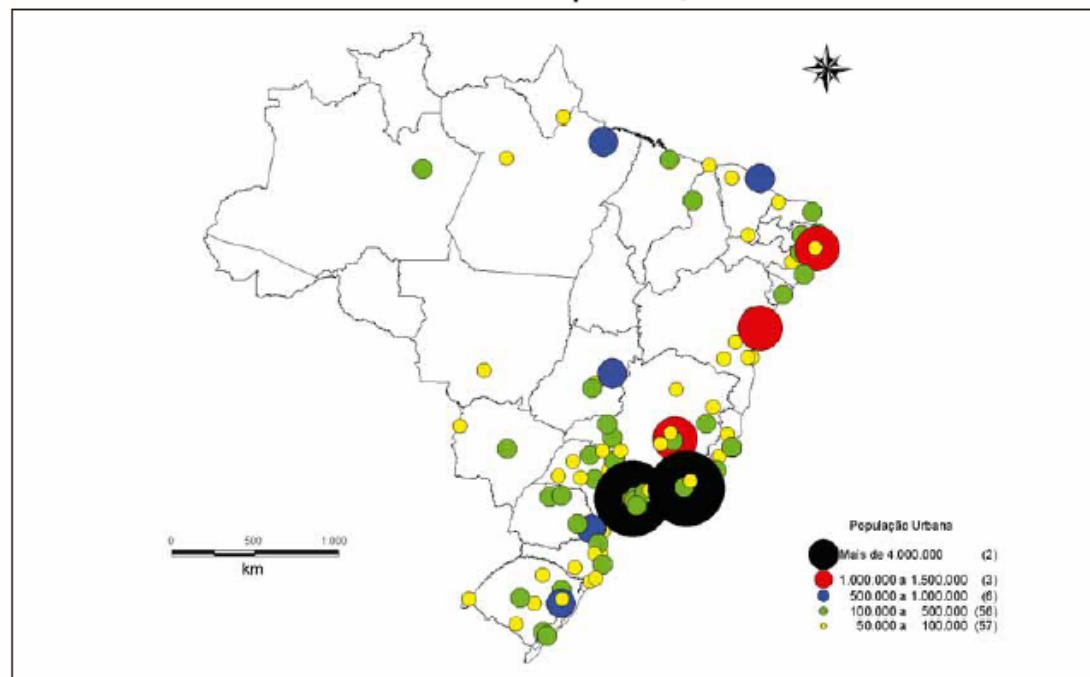 0
500
1.000
km
População Urbana
Mais de 4.000.000 (2)
1.000.000 a 1.500.000 (3)
500.000 a 1.000.000 (6)
100.000 a 500.000 (56)
50.000 a 100.000 (57)